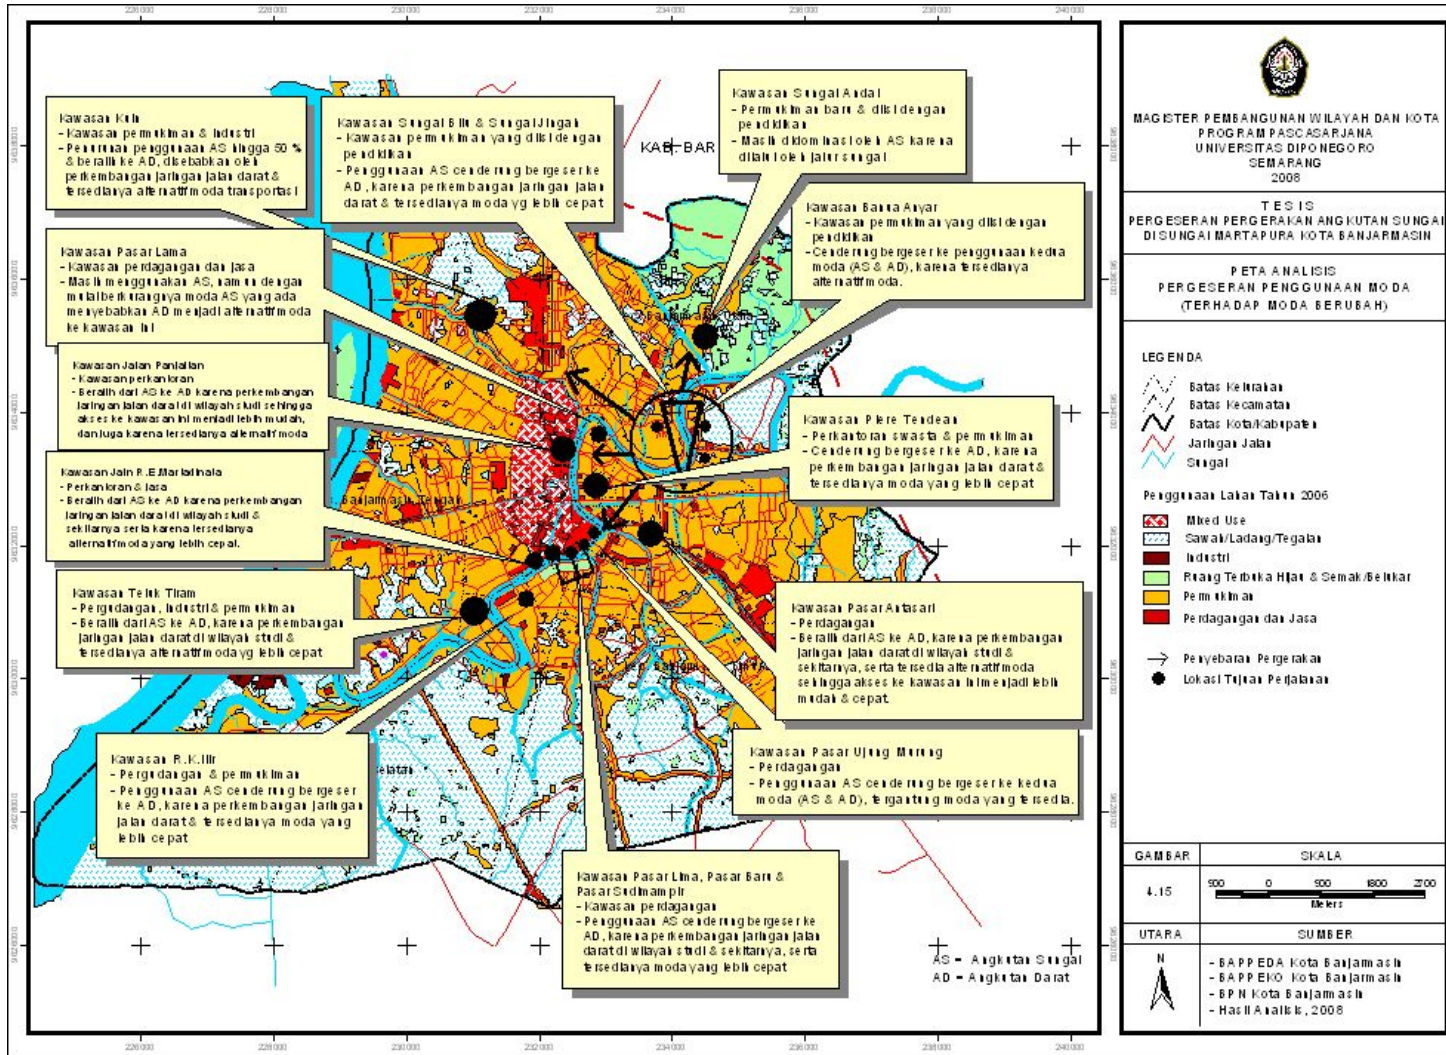 226000 228000 230000 232000 234000 236000 238000 240000
Kawasan Kuin
- Kawasan permukiman & Industri
- Penurunan penggunaan AS hingga 50 %
& beralih ke AD, disebabkan oleh
perkembangan jaringan jalan darat &
tersedianya alternatif moda transportasi
Kawasan Sungai Bilu & Sungai Jingah
- Kawasan permukiman yang diisi dengan
pendidikan
- Penggunaan AS cenderung bergeser ke
AD, karena perkembangan jaringan jalan
darat & tersedianya moda yg lebih cepat
Kawasan Sungai Andai
- Permukiman baru & diisi dengan
pendidikan
- Masih didominasi oleh AS karena
dilalui oleh jalur sungai
KAB. BAR
Kawasan Banua Anyar
- Kawasan permukiman yang diisi dengan
pendidikan
- Cenderung bergeser ke penggunaan kedua
moda (AS & AD), karena tersedianya
alternatif moda.
Kawasan Pasar Lama
- Kawasan perdagangan dan jasa
- Masih menggunakan AS, namun dengan
mulai berkurangnya moda AS yang ada
menyebabkan AD menjadi alternatif moda
ke kawasan ini
Kawasan Jalan Panjaitan
- Kawasan perkantoran
- Beralih dari AS ke AD karena perkembangan
jaringan jalan darat di wilayah studi sehingga
akses ke kawasan ini menjadi lebih mudah,
dan juga karena tersedianya alternatif moda
Kawasan Piere Tendean
- Perkantoran swasta & permukiman
- Cenderung bergeser ke AD, karena
perkembangan jaringan jalan darat &
tersedianya moda yang lebih cepat
Kawasan Jaln R.E.Martadinata
- Perkantoran & jasa
- Beralih dari AS ke AD karena perkembangan
jaringan jalan darat di wilayah studi &
sekitarnya serta karena tersedianya
alternatif moda yang lebih cepat.
Banjarmasin Tengah
Kawasan Teluk Tiram
- Pergudangan, Industri & permukiman
- Beralih dari AS ke AD, karena perkembangan
jaringan jalan darat di wilayah studi &
tersedianya alternatif moda yg lebih cepat
Kawasan Pasar Antasari
- Perdagangan
- Beralih dari AS ke AD, karena perkembangan
jaringan jalan darat di wilayah studi &
sekitarnya, serta tersedia alternatif moda
sehingga akses ke kawasan ini menjadi lebih
mudah & cepat.
Kawasan R.K.Ilir
- Pergudangan & permukiman
- Penggunaan AS cenderung bergeser
ke AD, karena perkembangan jaringan
jalan darat & tersedianya moda yang
lebih cepat
selatan
Kawasan Pasar Ujung Murung
- Perdagangan
- Penggunaan AS cenderung bergeser ke kedua
moda (AS & AD), tergantung moda yang tersedia.
Kawasan Pasar Lima, Pasar Baru &
Pasar Sudimampir
- Kawasan perdagangan
- Penggunaan AS cenderung bergeser ke
AD, karena perkembangan jaringan jalan
darat di wilayah studi & sekitarnya, serta
tersedianya moda yang lebih cepat
AS = Angkutan Sungai
AD = Angkutan Darat
226000 228000 230000 232000 234000 236000 238000 240000
MAGISTER PEMBANGUNAN WILAYAH DAN KOTA
PROGRAM PASCASARJANA
UNIVERSITAS DIPONEGORO
SEMARANG
2008
TESIS
PERGESERAN PERGERAKAN ANGKUTAN SUNGAI
DI SUNGAI MARTAPURA KOTA BANJARMASIN
PETA ANALISIS
PERGESERAN PENGGUNAAN MODA
(TERHADAP MODA BERUBAH)
LEGENDA
Batas Kelurahan
Batas Kecamatan
Batas Kota/Kabupaten
Jaringan Jalan
Sungai
Penggunaan Lahan Tahun 2006
Mixed Use
Sawah/Ladang/Tegalan
Industri
Ruang Terbuka Hijau & Semak/Belukar
Permukiman
Perdagangan dan Jasa
Penyebaran Pergerakan
Lokasi Tujuan Perjalanan
GAMBAR
SKALA
4.15
900 0 900 1800 2700
Meters
UTARA
SUMBER
N
- BAPPEDA Kota Banjarmasin
- BAPPEKO Kota Banjarmasin
- BPN Kota Banjarmasin
- Hasil Analisis, 2008